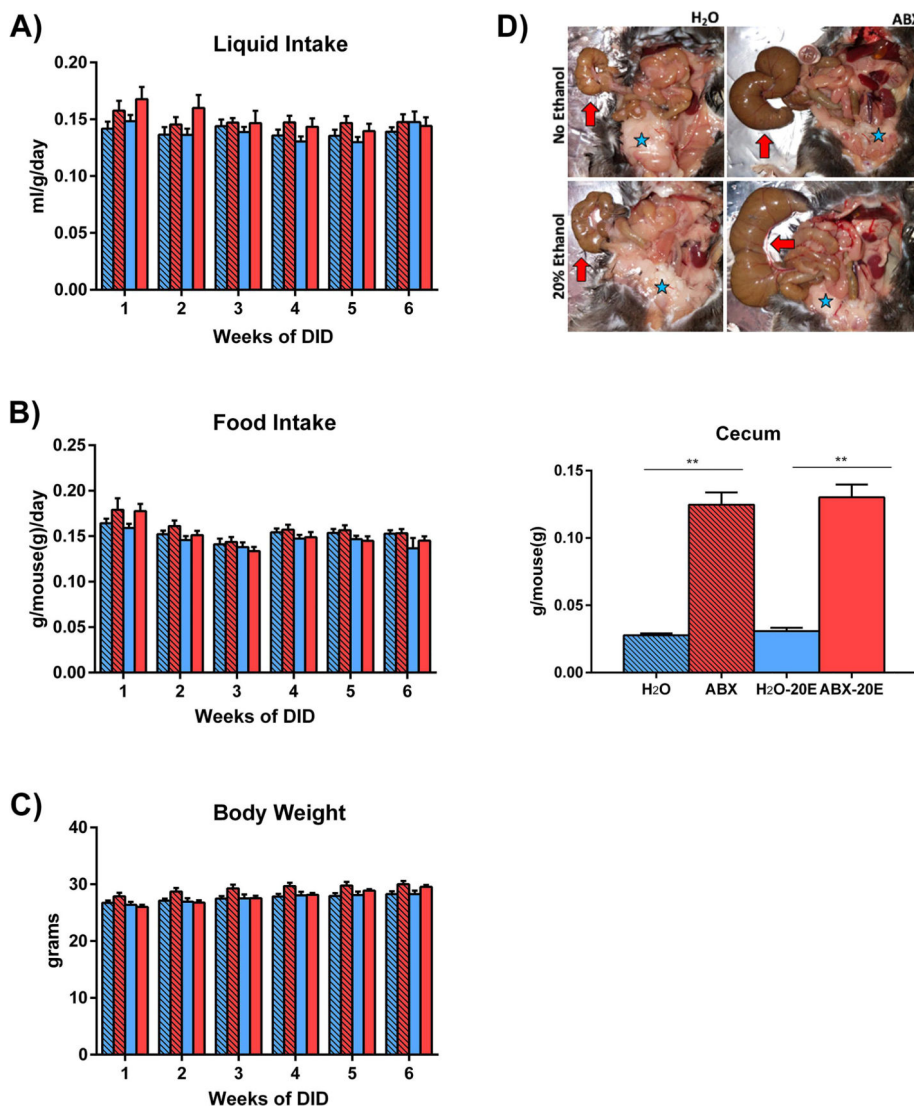 A)
Liquid Intake
ml/g/day
0.20
0.15
0.10
0.05
0.00
1 2 3 4 5 6
Weeks of DID
B)
Food Intake
g/mouse(g)/day
0.25
0.20
0.15
0.10
0.05
0.00
1 2 3 4 5 6
Weeks of DID
C)
Body Weight
grams
40
30
20
10
0
1 2 3 4 5 6
Weeks of DID
D)
H₂O ABX
No Ethanol
20% Ethanol
Cecum
** **
g/mouse(g)
0.15
0.10
0.05
0.00
H₂O ABX H₂O-20E ABX-20E